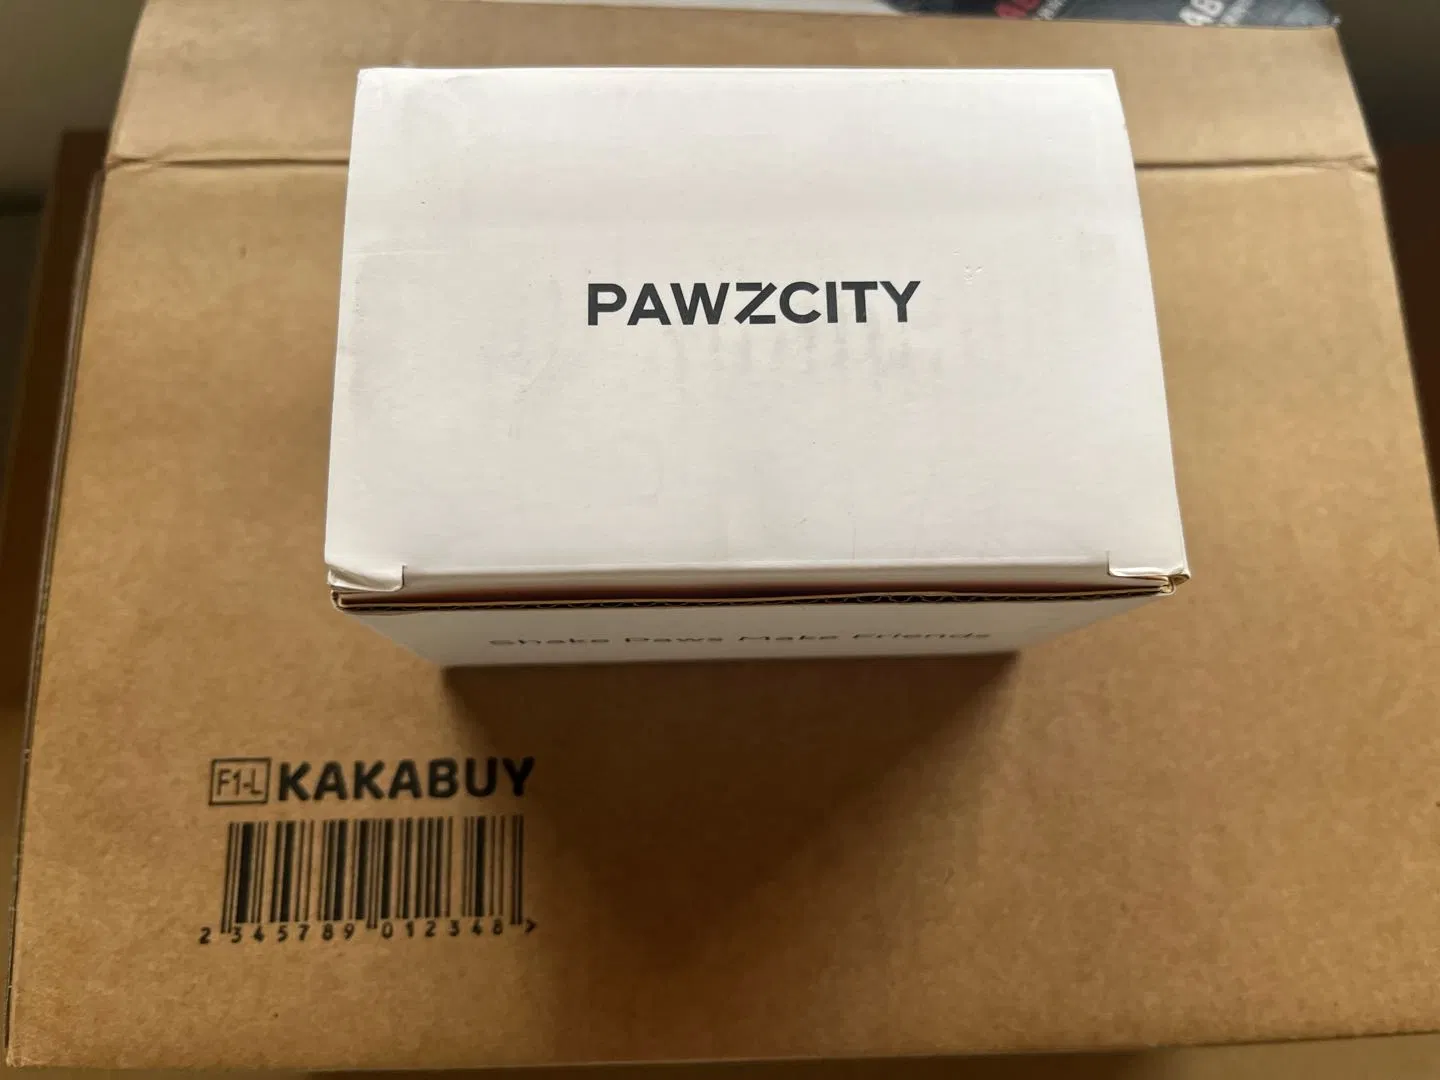 PAWZCITY
Shake Paws Make Friends
F1-L KAKABUY
2 345789 012348 >